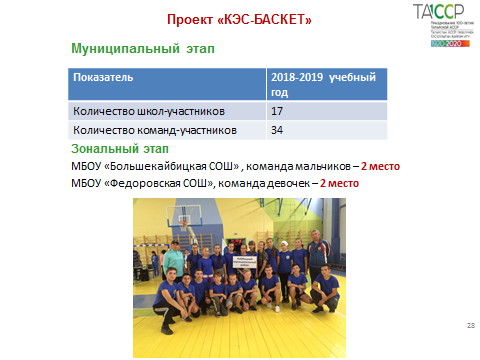 Проект «КЭС-БАСКЕТ»
ТАССР
1920-2020
Муниципальный этап
Показатель
2018-2019 учебный год
Количество школ-участников
17
Количество команд-участников
34
Зональный этап
МБОУ «Большекайбицкая СОШ» , команда мальчиков – 2 место
МБОУ «Федоровская СОШ», команда девочек – 2 место
28